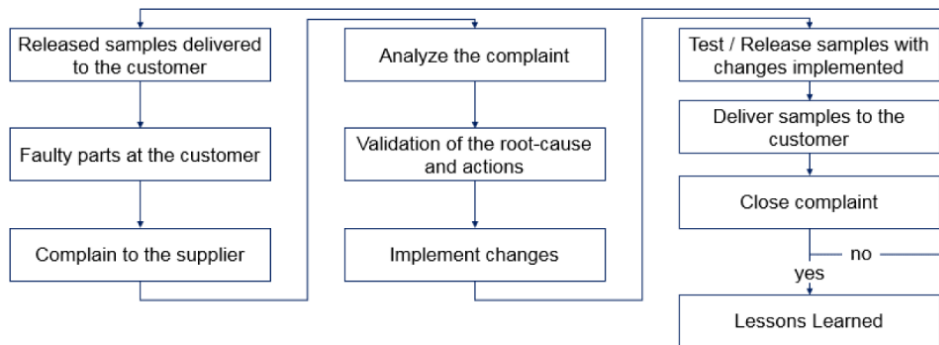 Released samples delivered
to the customer
Faulty parts at the customer
Complain to the supplier
Analyze the complaint
Validation of the root-cause
and actions
Implement changes
Test / Release samples with
changes implemented
Deliver samples to the
customer
Close complaint
no
yes
Lessons Learned